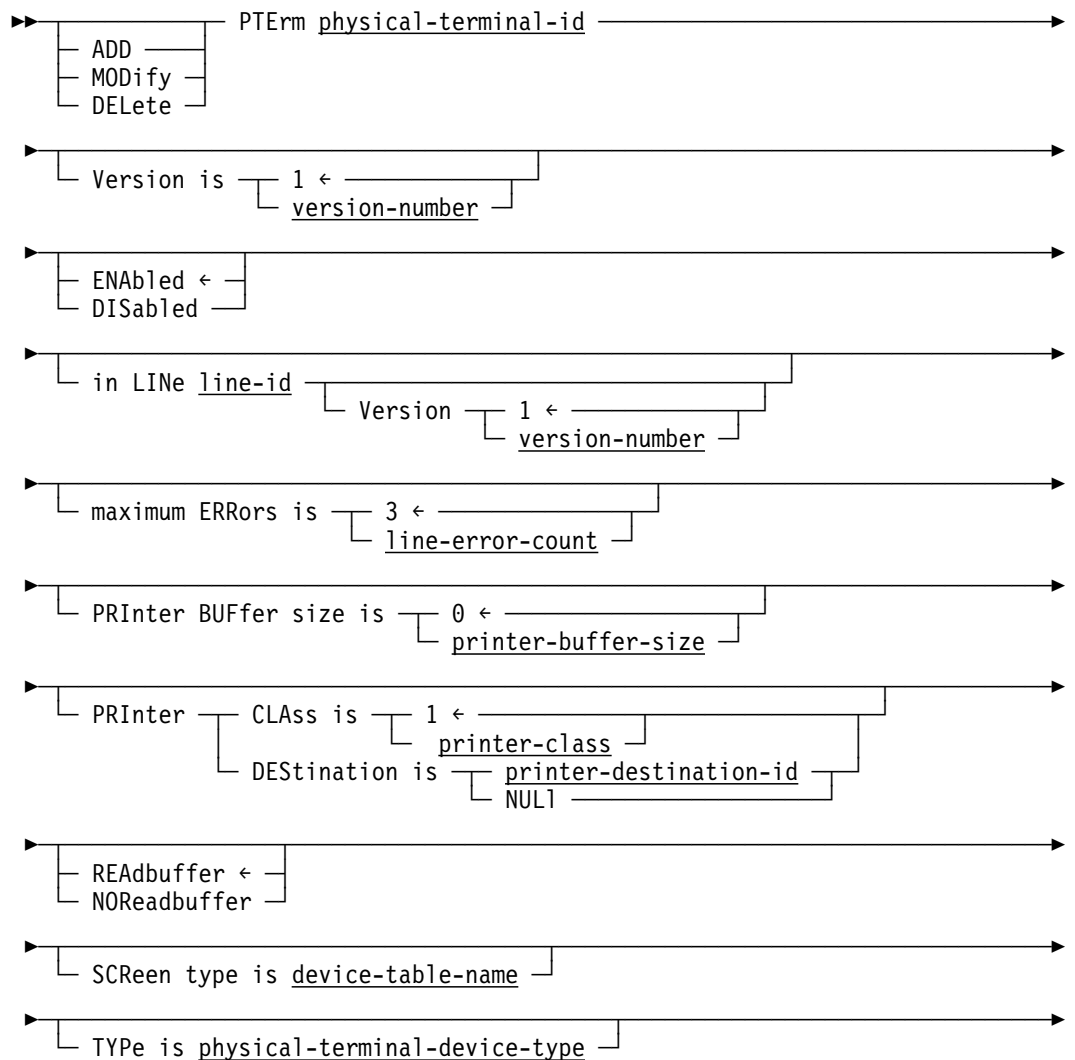 PTErm physical-terminal-id
ADD
MODify
DELete
Version is 1 ←
version-number
ENAbled ←
DISabled
in LINe line-id
Version 1 ←
version-number
maximum ERRors is 3 ←
line-error-count
PRInter BUFfer size is 0 ←
printer-buffer-size
PRInter CLAss is 1 ←
printer-class
DEStination is printer-destination-id
NULl
REAdbuffer ←
NOReadbuffer
SCReen type is device-table-name
TYPe is physical-terminal-device-type